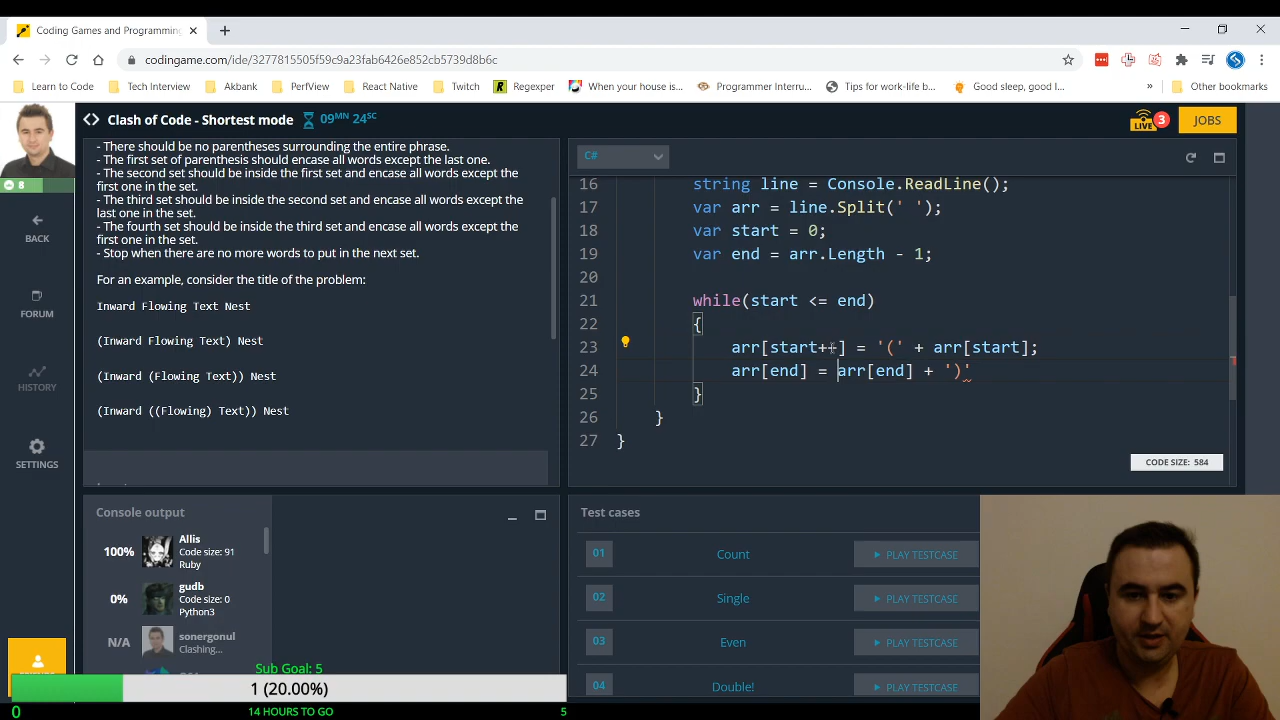 Coding Games and Programming
codingame.com/ide/3277815505f59c9a23fab6426e652b5739d8b6c
Learn to Code
Tech Interview
Akbank
PerfView
React Native
Twitch
Regexper
When your house is...
Programmer Interru...
Tips for work-life b...
Good sleep, good l...
»
Other bookmarks
8
BACK
FORUM
HISTORY
SETTINGS
<> Clash of Code - Shortest mode 09MN 24SC
LIVE 3
JOBS
- There should be no parentheses surrounding the entire phrase.
- The first set of parenthesis should encase all words except the last one.
- The second set should be inside the first set and encase all words except the
first one in the set.
- The third set should be inside the second set and encase all words except the
last one in the set.
- The fourth set should be inside the third set and encase all words except the
first one in the set.
- Stop when there are no more words to put in the next set.
For an example, consider the title of the problem:
Inward Flowing Text Nest
(Inward Flowing Text) Nest
(Inward (Flowing Text)) Nest
(Inward ((Flowing) Text)) Nest
C#
16 string line = Console.ReadLine();
17 var arr = line.Split(' ');
18 var start = 0;
19 var end = arr.Length - 1;
20
21 while(start <= end)
22 {
23 arr[start++] = '(' + arr[start];
24 arr[end] = arr[end] + ')'
25 }
26 }
27 }
CODE SIZE: 584
Console output
100% Allis
Code size: 91
Ruby
0% gudb
Code size: 0
Python3
N/A sonergonul
Clashing...
Test cases
01 Count PLAY TESTCASE
02 Single PLAY TESTCASE
03 Even PLAY TESTCASE
04 Double! PLAY TESTCASE
Sub Goal: 5
1 (20.00%)
0 14 HOURS TO GO 5